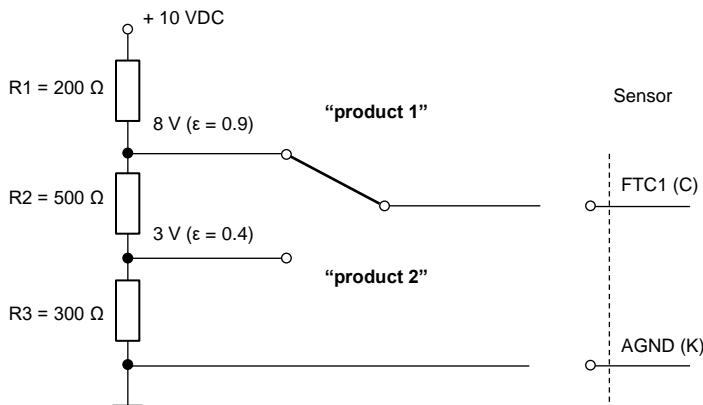 + 10 VDC
R1 = 200 Ω
Sensor
“product 1”
8 V (ε = 0.9)
FTC1 (C)
R2 = 500 Ω
3 V (ε = 0.4)
“product 2”
R3 = 300 Ω
AGND (K)